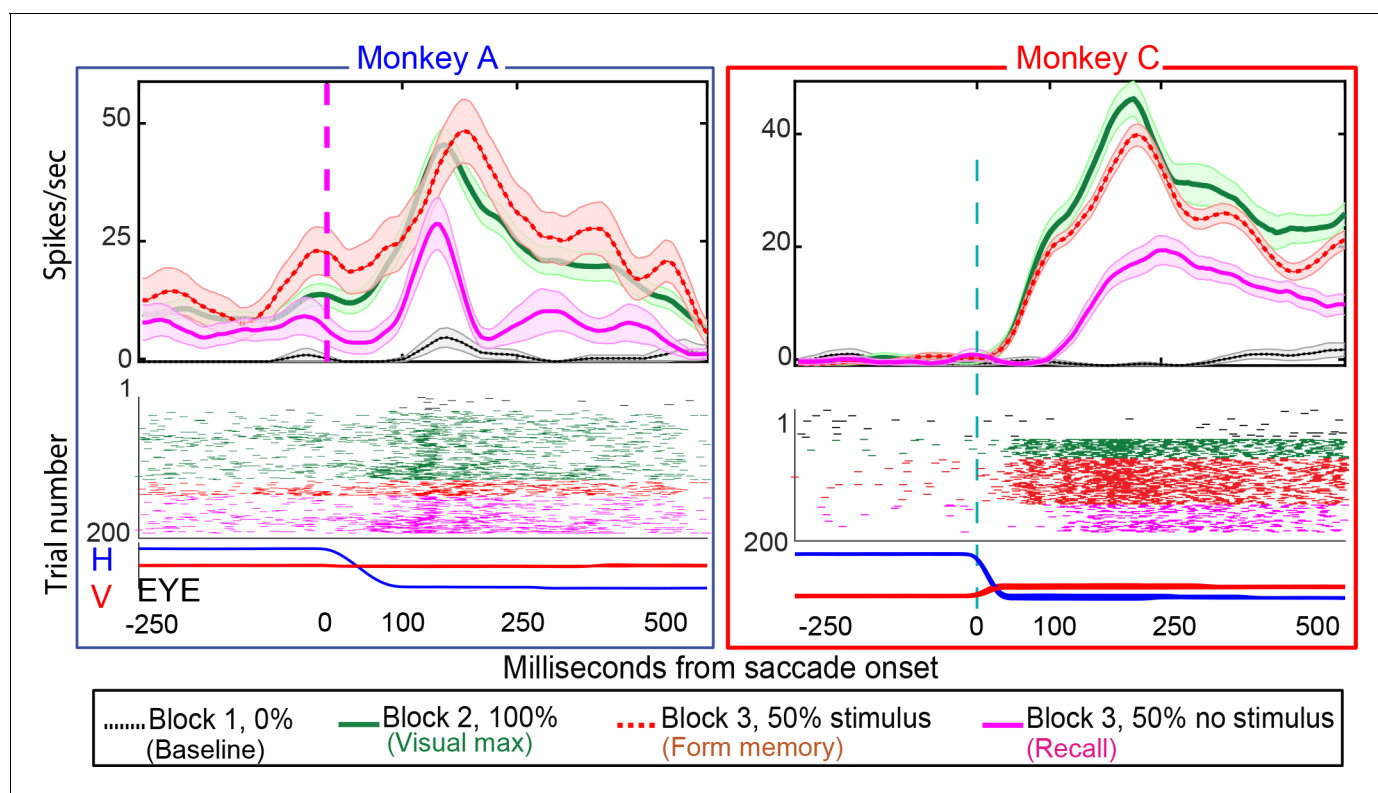 Monkey A
Monkey C
Spikes/sec
50
25
0
40
20
0
Trial number
1
200
1
200
H
V
EYE
-250 0 100 250 500
-250 0 100 250 500
Milliseconds from saccade onset
Block 1, 0%
(Baseline)
Block 2, 100%
(Visual max)
Block 3, 50% stimulus
(Form memory)
Block 3, 50% no stimulus
(Recall)